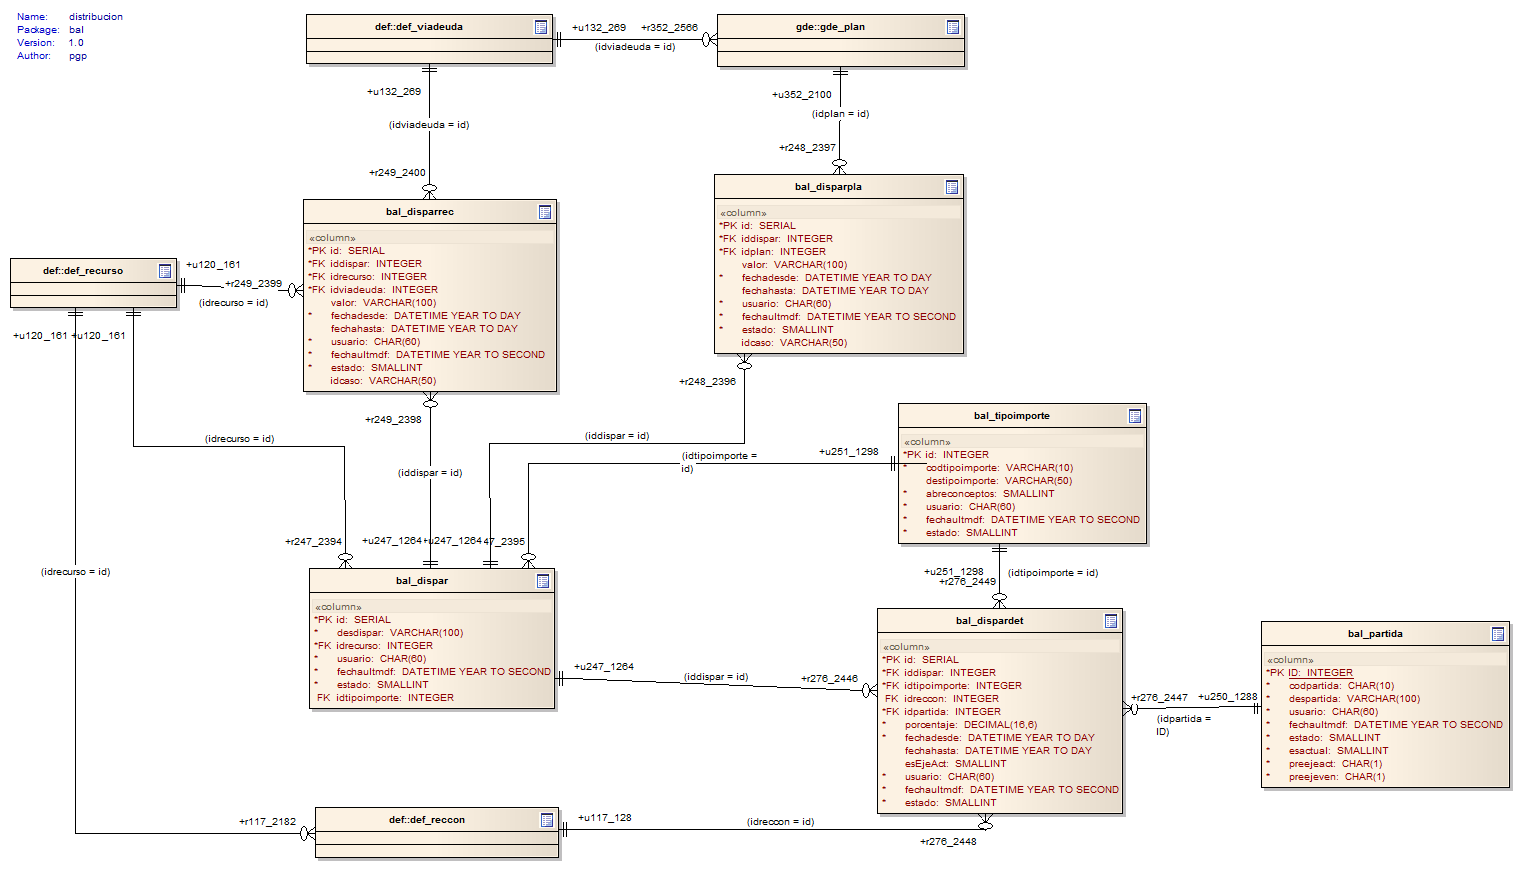 Name: distribucion
Package: bal
Version: 1.0
Author: pgp
def::def_viadeuda
+u132_269
+r352_2566
(idviadeuda = id)
gde::gde_plan
+u132_269
(idviadeuda = id)
+r249_2400
+u352_2100
(idplan = id)
+r248_2397
bal_disparrec
«column»
*PK id: SERIAL
*FK iddispar: INTEGER
*FK idrecurso: INTEGER
*FK idviadeuda: INTEGER
valor: VARCHAR(100)
* fechadesde: DATETIME YEAR TO DAY
fechahasta: DATETIME YEAR TO DAY
* usuario: CHAR(60)
* fechaultmdf: DATETIME YEAR TO SECOND
* estado: SMALLINT
idcaso: VARCHAR(50)
bal_disparpla
«column»
*PK id: SERIAL
*FK iddispar: INTEGER
*FK idplan: INTEGER
valor: VARCHAR(100)
* fechadesde: DATETIME YEAR TO DAY
fechahasta: DATETIME YEAR TO DAY
* usuario: CHAR(60)
* fechaultmdf: DATETIME YEAR TO SECOND
* estado: SMALLINT
idcaso: VARCHAR(50)
def::def_recurso
+u120_161
+r249_2399
(idrecurso = id)
+u120_161
+u120_161
+r249_2398
+r248_2396
(idrecurso = id)
(iddispar = id)
(iddispar = id)
(idtipoimporte =
id)
+u251_1298
bal_tipoimporte
«column»
*PK id: INTEGER
* codtipoimporte: VARCHAR(10)
destipoimporte: VARCHAR(50)
* abreconceptos: SMALLINT
* usuario: CHAR(60)
* fechaultmdf: DATETIME YEAR TO SECOND
* estado: SMALLINT
+r247_2394
+u247_1264
+u247_1264
47_2395
(idrecurso = id)
+u251_1298
(idtipoimporte = id)
+r276_2449
bal_dispar
«column»
*PK id: SERIAL
* desdispar: VARCHAR(100)
*FK idrecurso: INTEGER
* usuario: CHAR(60)
* fechaultmdf: DATETIME YEAR TO SECOND
* estado: SMALLINT
FK idtipoimporte: INTEGER
+u247_1264
(iddispar = id)
+r276_2446
bal_dispardet
«column»
*PK id: SERIAL
*FK iddispar: INTEGER
*FK idtipoimporte: INTEGER
FK idreccon: INTEGER
*FK idpartida: INTEGER
* porcentaje: DECIMAL(16,6)
* fechadesde: DATETIME YEAR TO DAY
fechahasta: DATETIME YEAR TO DAY
esEjeAct: SMALLINT
* usuario: CHAR(60)
* fechaultmdf: DATETIME YEAR TO SECOND
* estado: SMALLINT
+r276_2447
+u250_1288
(idpartida =
ID)
bal_partida
«column»
*PK ID: INTEGER
* codpartida: CHAR(10)
* despartida: VARCHAR(100)
* usuario: CHAR(60)
* fechaultmdf: DATETIME YEAR TO SECOND
* estado: SMALLINT
* esactual: SMALLINT
* preejeact: CHAR(1)
* preejeven: CHAR(1)
+r117_2182
def::def_reccon
+u117_128
(idreccon = id)
+r276_2448